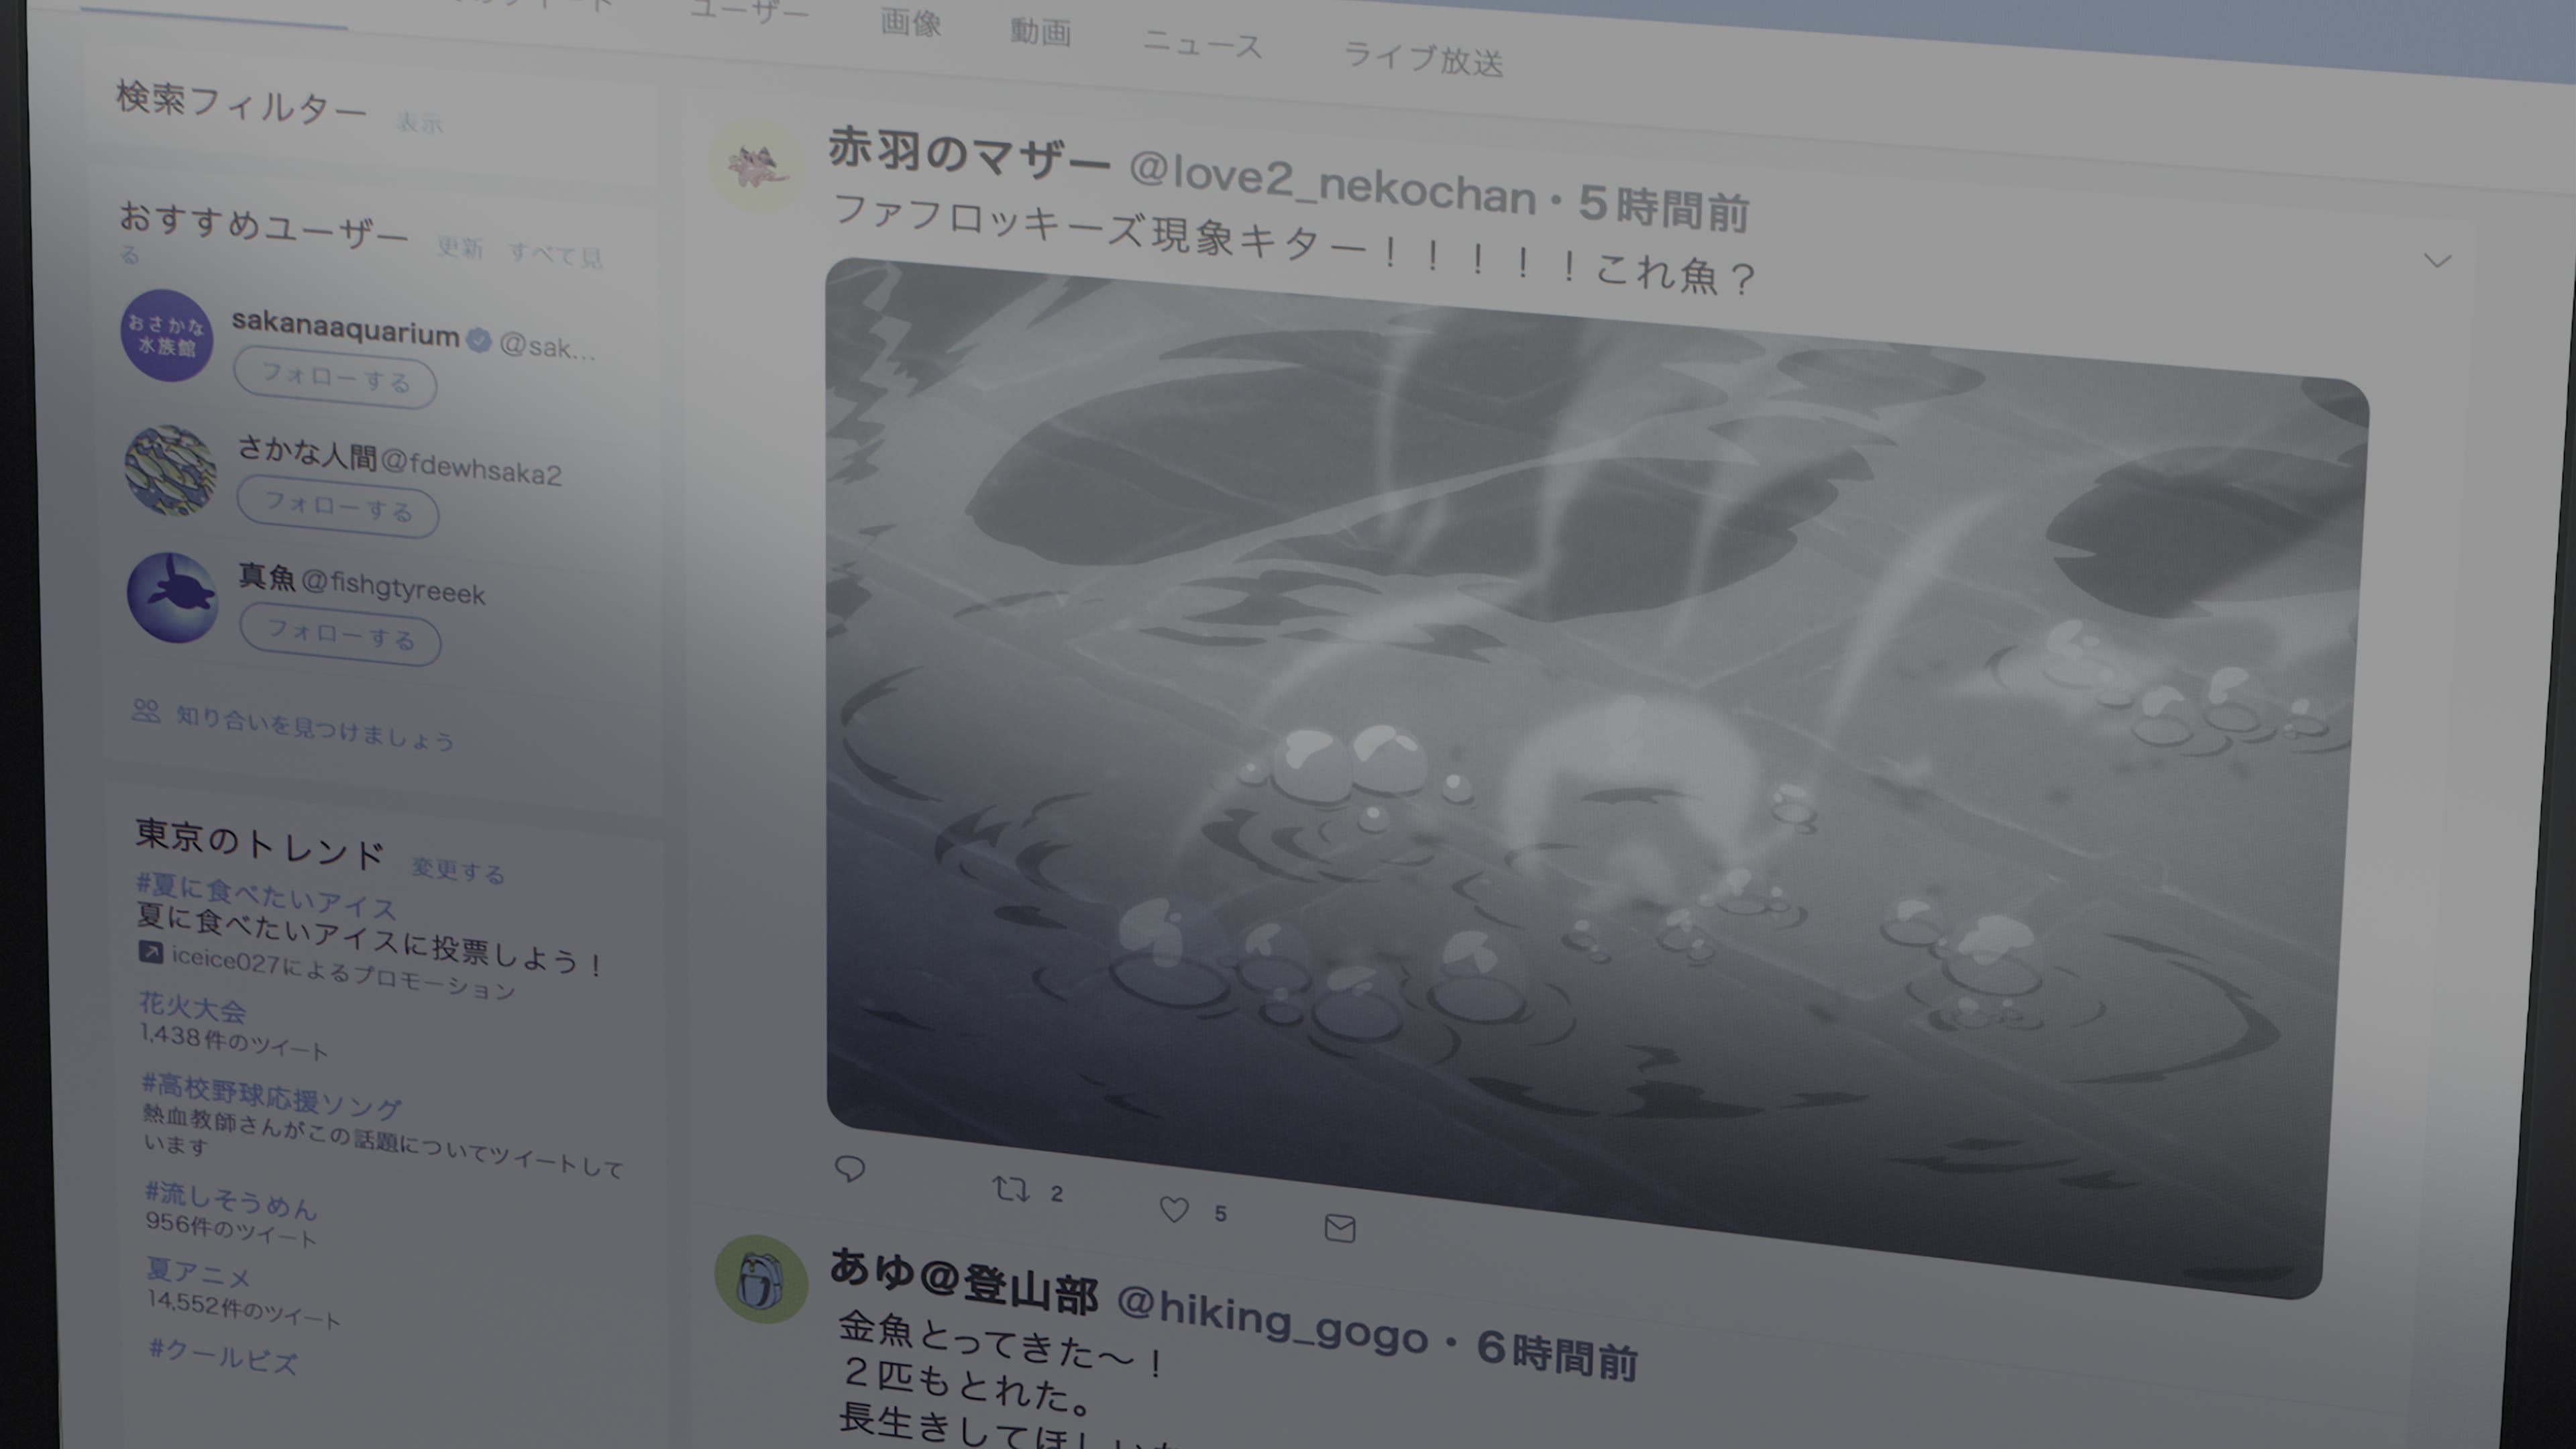 ユーザー
画像
動画
ニュース
ライブ放送
検索フィルター 表示
おすすめユーザー 更新 すべて見
る
おさかな
水族館
sakanaaquarium @sak...
フォローする
さかな人間@fdewhsaka2
フォローする
真魚@fishgtyreeek
フォローする
知り合いを見つけましょう
東京のトレンド 変更する
#夏に食べたいアイス
夏に食べたいアイスに投票しよう！
iceice027によるプロモーション
花火大会
1,438件のツイート
#高校野球応援ソング
熱血教師さんがこの話題についてツイートして
います
#流しそうめん
956件のツイート
夏アニメ
14,552件のツイート
#クールビズ
赤羽のマザー @love2_nekochan・5時間前
ファフロッキーズ現象キター！！！！！これ魚？
2
5
あゆ@登山部 @hiking_gogo・6時間前
金魚とってきた〜！
２匹もとれた。
長生きしてほしい